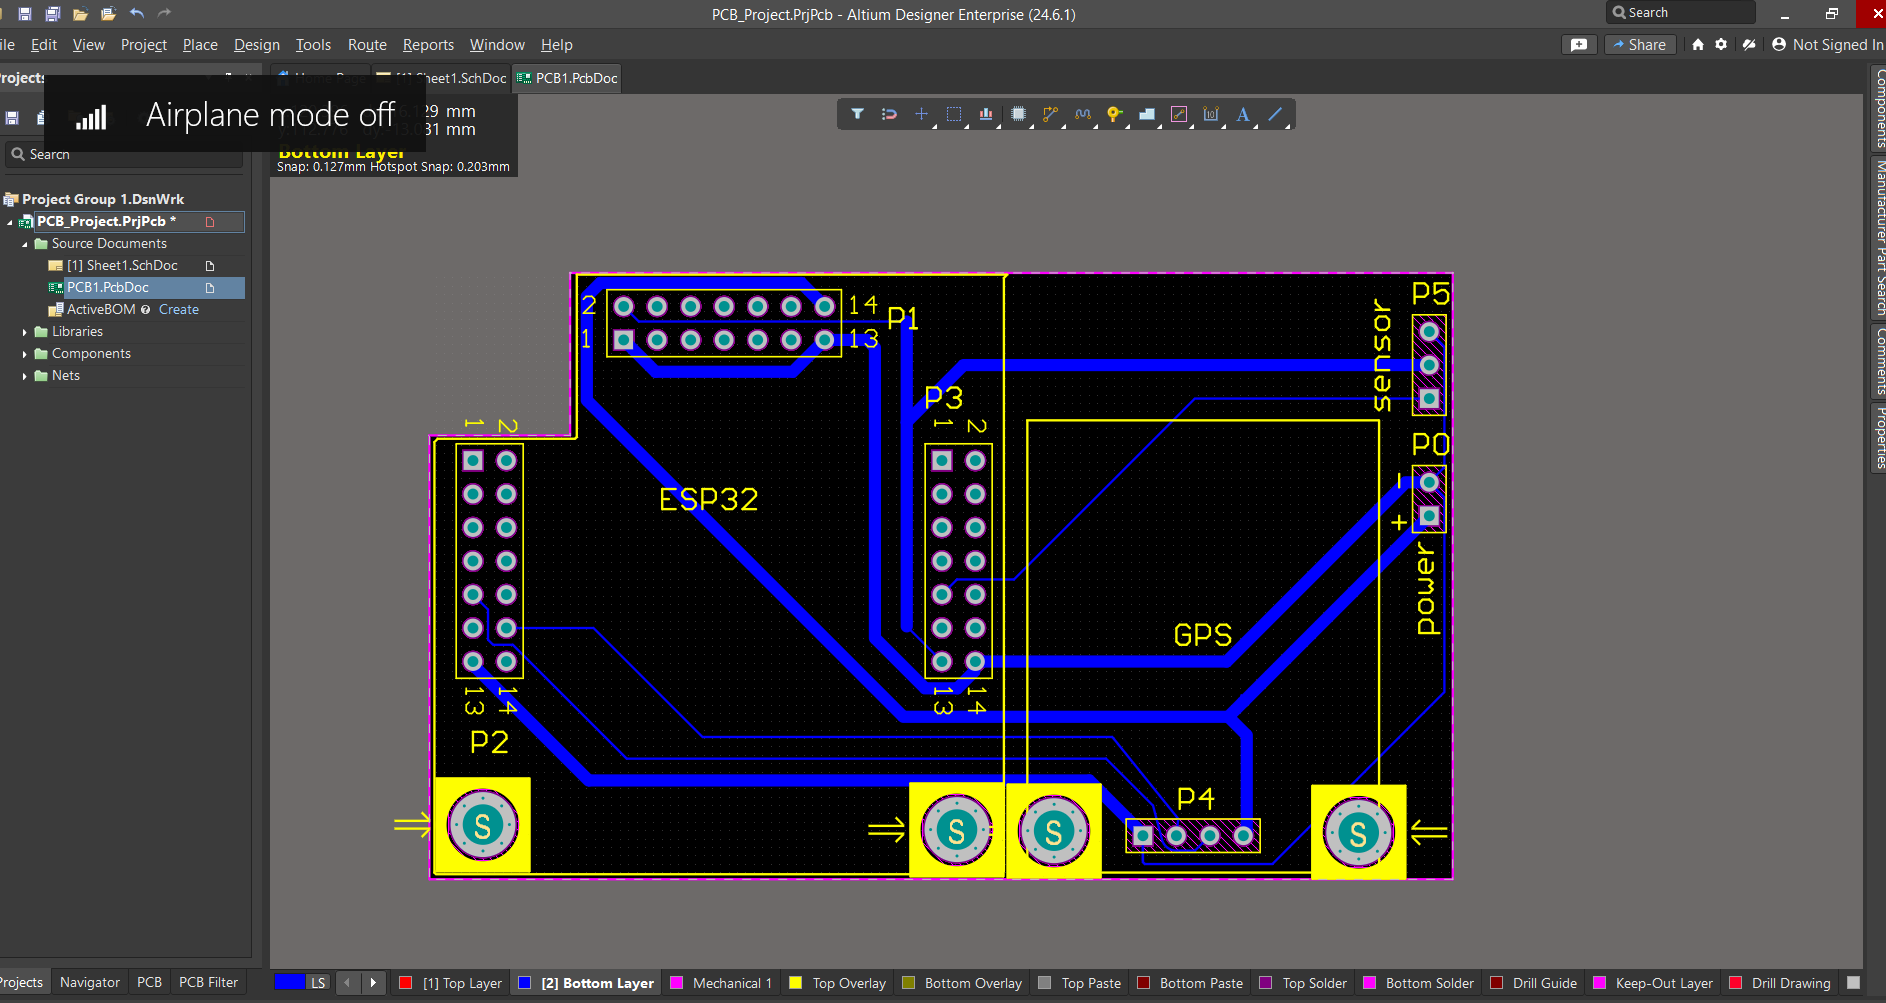 PCB_Project.PrjPcb - Altium Designer Enterprise (24.6.1)
Search
ile Edit View Project Place Design Tools Route Reports Window Help
Share
Not Signed In
rojects
[1] Sheet1.SchDoc
PCB1.PcbDoc
Airplane mode off
6.129 mm
-13.031 mm
Bottom Layer
Snap: 0.127mm Hotspot Snap: 0.203mm
Search
Project Group 1.DsnWrk
PCB_Project.PrjPcb *
Source Documents
[1] Sheet1.SchDoc
PCB1.PcbDoc
ActiveBOM Create
Libraries
Components
Nets
Components
Manufacturer Part Search
Comments
Properties
2
14
P1
1
13
P5
sensor
P3
1 2
1 2
P0
-
+
ESP32
power
GPS
13 14
13 14
P2
P4
S
S
S
S
rojects Navigator PCB PCB Filter
LS
[1] Top Layer
[2] Bottom Layer
Mechanical 1
Top Overlay
Bottom Overlay
Top Paste
Bottom Paste
Top Solder
Bottom Solder
Drill Guide
Keep-Out Layer
Drill Drawing